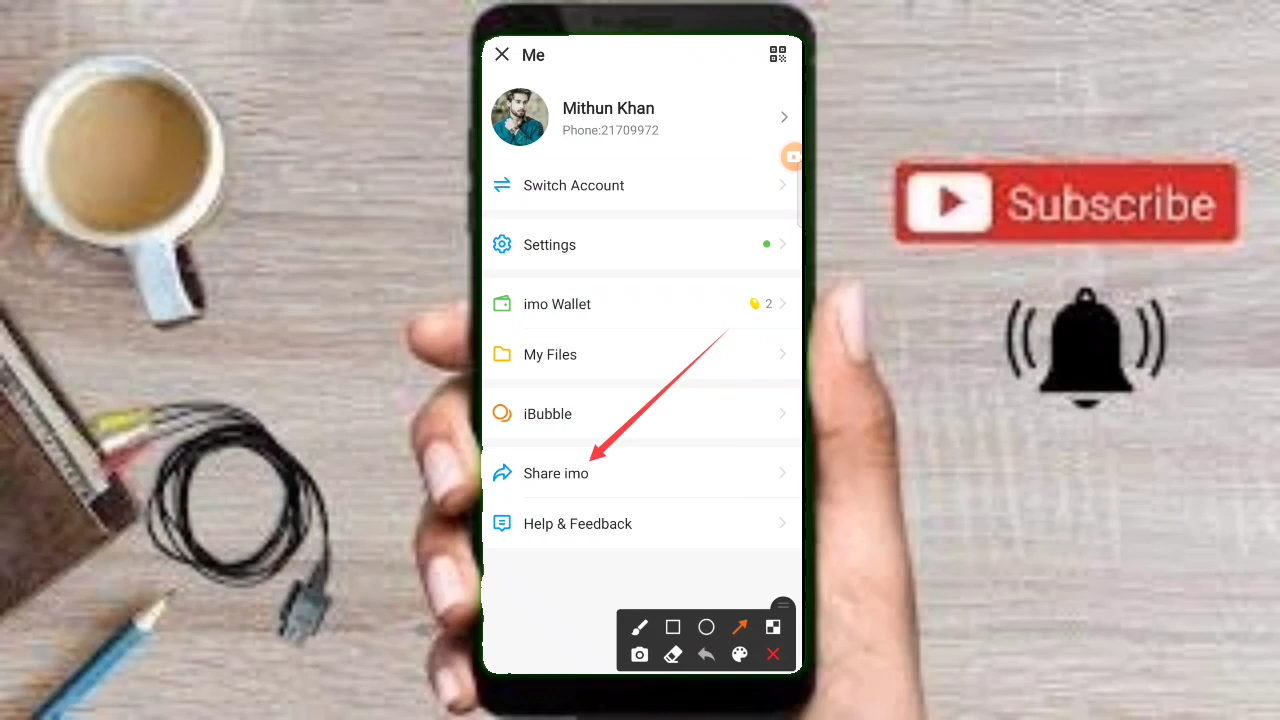 Me
Mithun Khan
Phone:21709972
Switch Account
Settings
imo Wallet
2
My Files
iBubble
Share imo
Help & Feedback
Subscribe